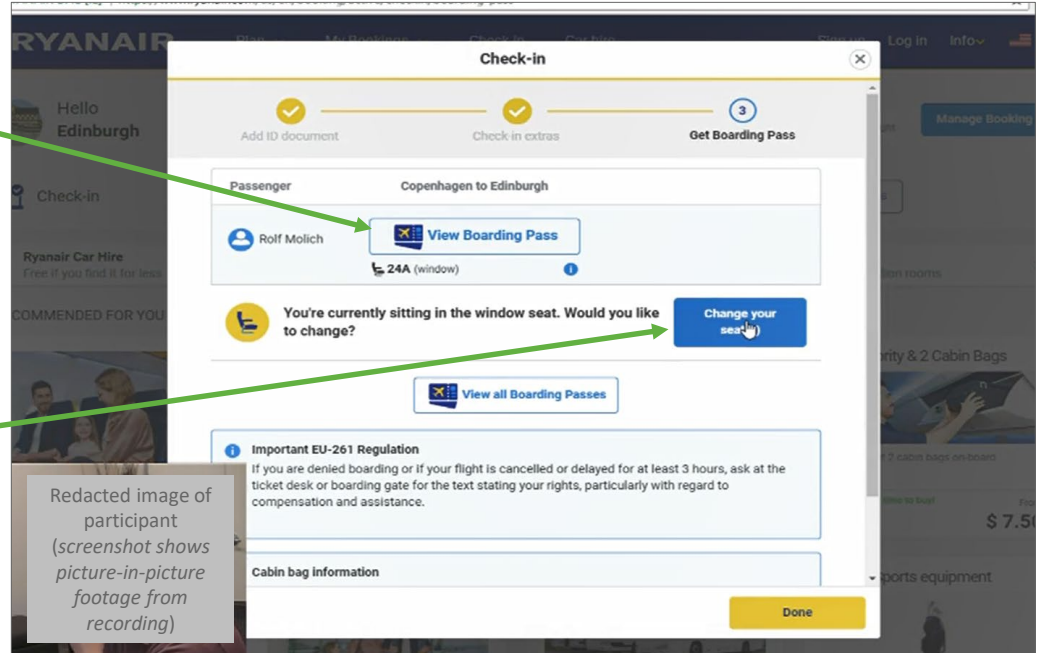 RYANAIR
Plan
My Bookings
Check-in
Car hire
Sign up
Log in
Info
Check-in
Hello
Edinburgh
Manage Booking
Add ID document
Check-in extras
3
Get Boarding Pass
Check-in
Passenger
Copenhagen to Edinburgh
Rolf Molich
View Boarding Pass
24A (window)
Ryanair Car Hire
Free if you find it for less
COMMENDED FOR YOU
You're currently sitting in the window seat. Would you like
to change?
Change your
View all Boarding Passes
Important EU-261 Regulation
If you are denied boarding or if your flight is cancelled or delayed for at least 3 hours, ask at the
ticket desk or boarding gate for the text stating your rights, particularly with regard to
compensation and assistance.
Redacted image of
participant
(screenshot shows
picture-in-picture
footage from
recording)
Cabin bag information
Done
ority & 2 Cabin Bags
2 cabin bags on-board
$ 7.50
ports equipment